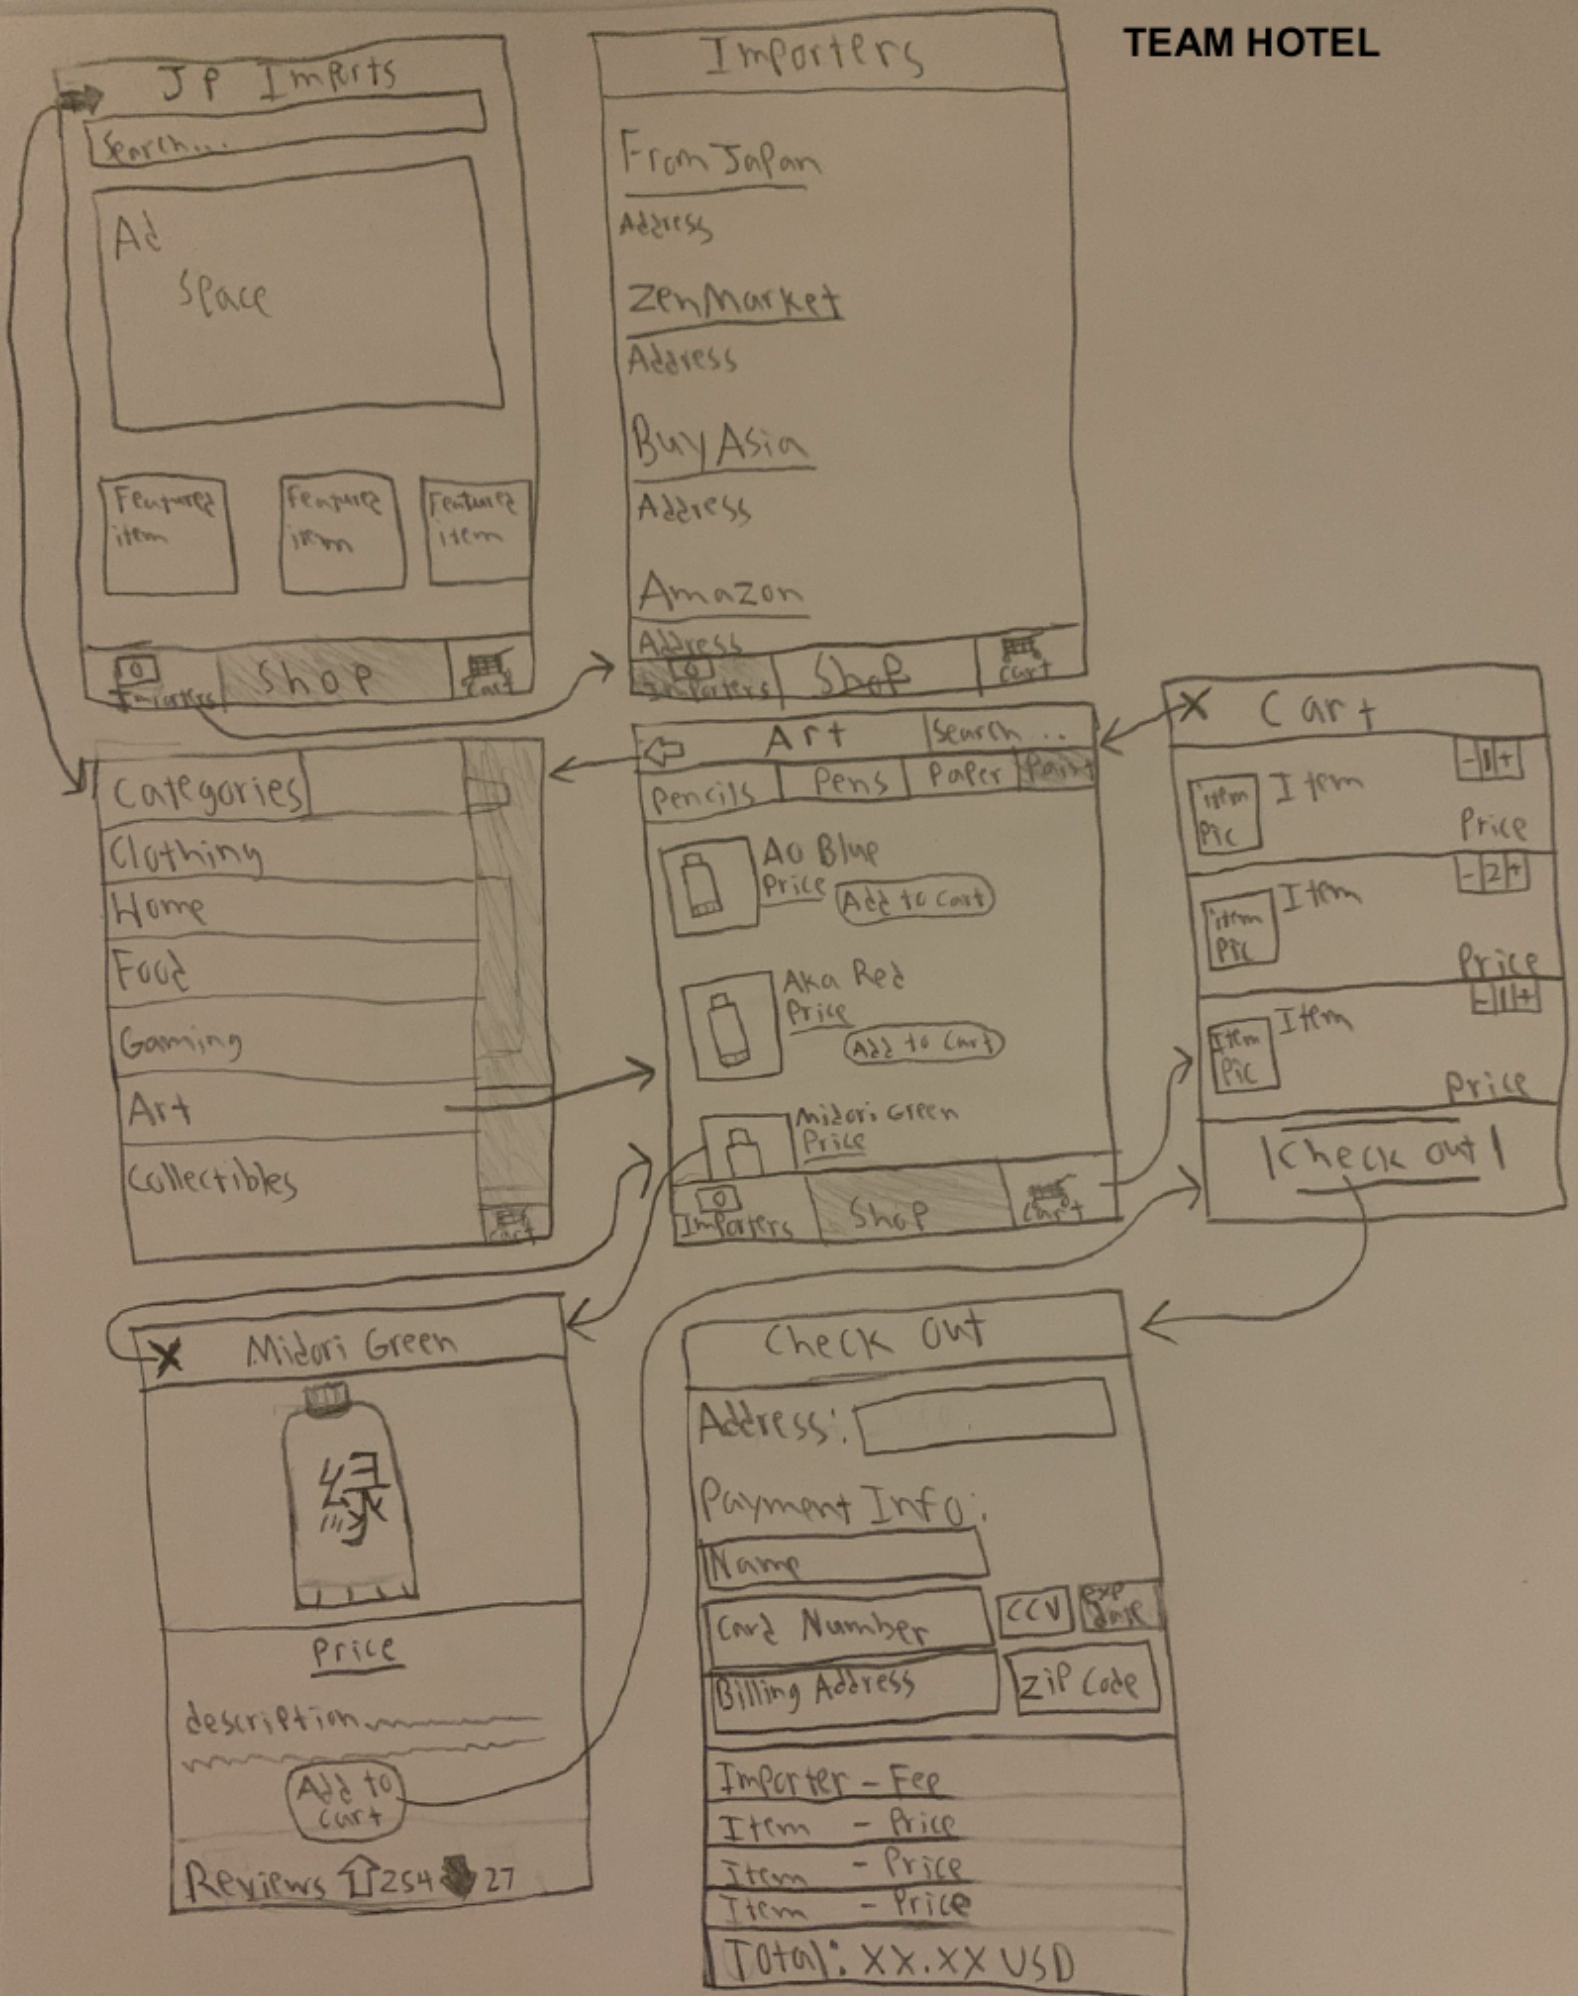 TEAM HOTEL
JP Imports
Search...
Ad
Space
Featured
item
Featured
item
Featured
item
Importers
Shop
Cart
Importers
From Japan
Address
ZenMarket
Address
Buy Asia
Address
Amazon
Address
Importers
Shop
Cart
Categories
Clothing
Home
Food
Gaming
Art
Collectibles
Cart
Art
Search...
Pencils
Pens
Paper
Paint
Ao Blue
Price
Add to Cart
Aka Red
Price
Add to Cart
Midori Green
Price
Importers
Shop
Cart
X Cart
item
Pic
Item
- 1 +
Price
item
Pic
Item
- 2 +
Price
Item
Pic
Item
- 1 +
Price
Check out
X Midori Green
緑
Price
description
Add to
Cart
Reviews 254 27
Check Out
Address:
Payment Info:
Name
Card Number
CCV
exp
date
Billing Address
Zip Code
Importer - Fee
Item - Price
Item - Price
Item - Price
Total: XX.XX USD